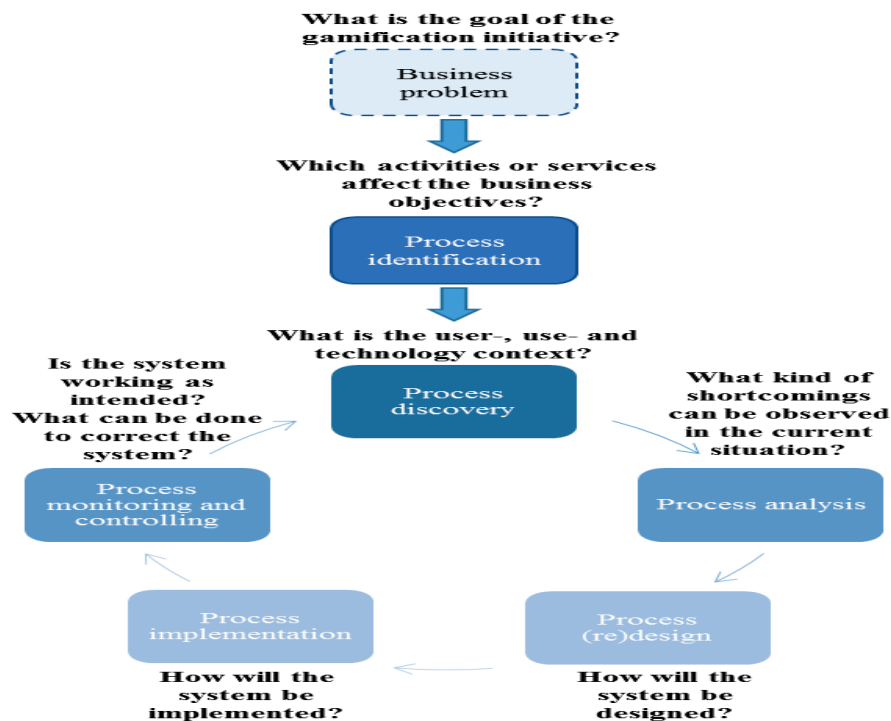 What is the goal of the
gamification initiative?
Business
problem
Which activities or services
affect the business
objectives?
Process
identification
What is the user-, use- and
technology context?
Process
discovery
What kind of
shortcomings
can be observed
in the current
situation?
Process analysis
Process
(re)design
How will the
system be
designed?
Process
implementation
How will the
system be
implemented?
Is the system
working as
intended?
What can be done
to correct the
system?
Process
monitoring and
controlling